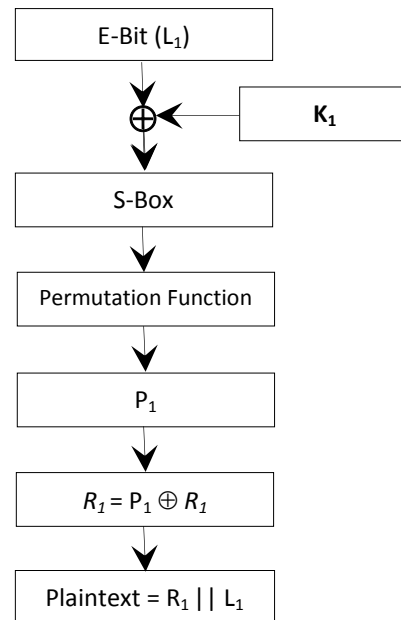 E-Bit (L₁)
⊕
K₁
S-Box
Permutation Function
P₁
R₁ = P₁ ⊕ R₁
Plaintext = R₁ || L₁